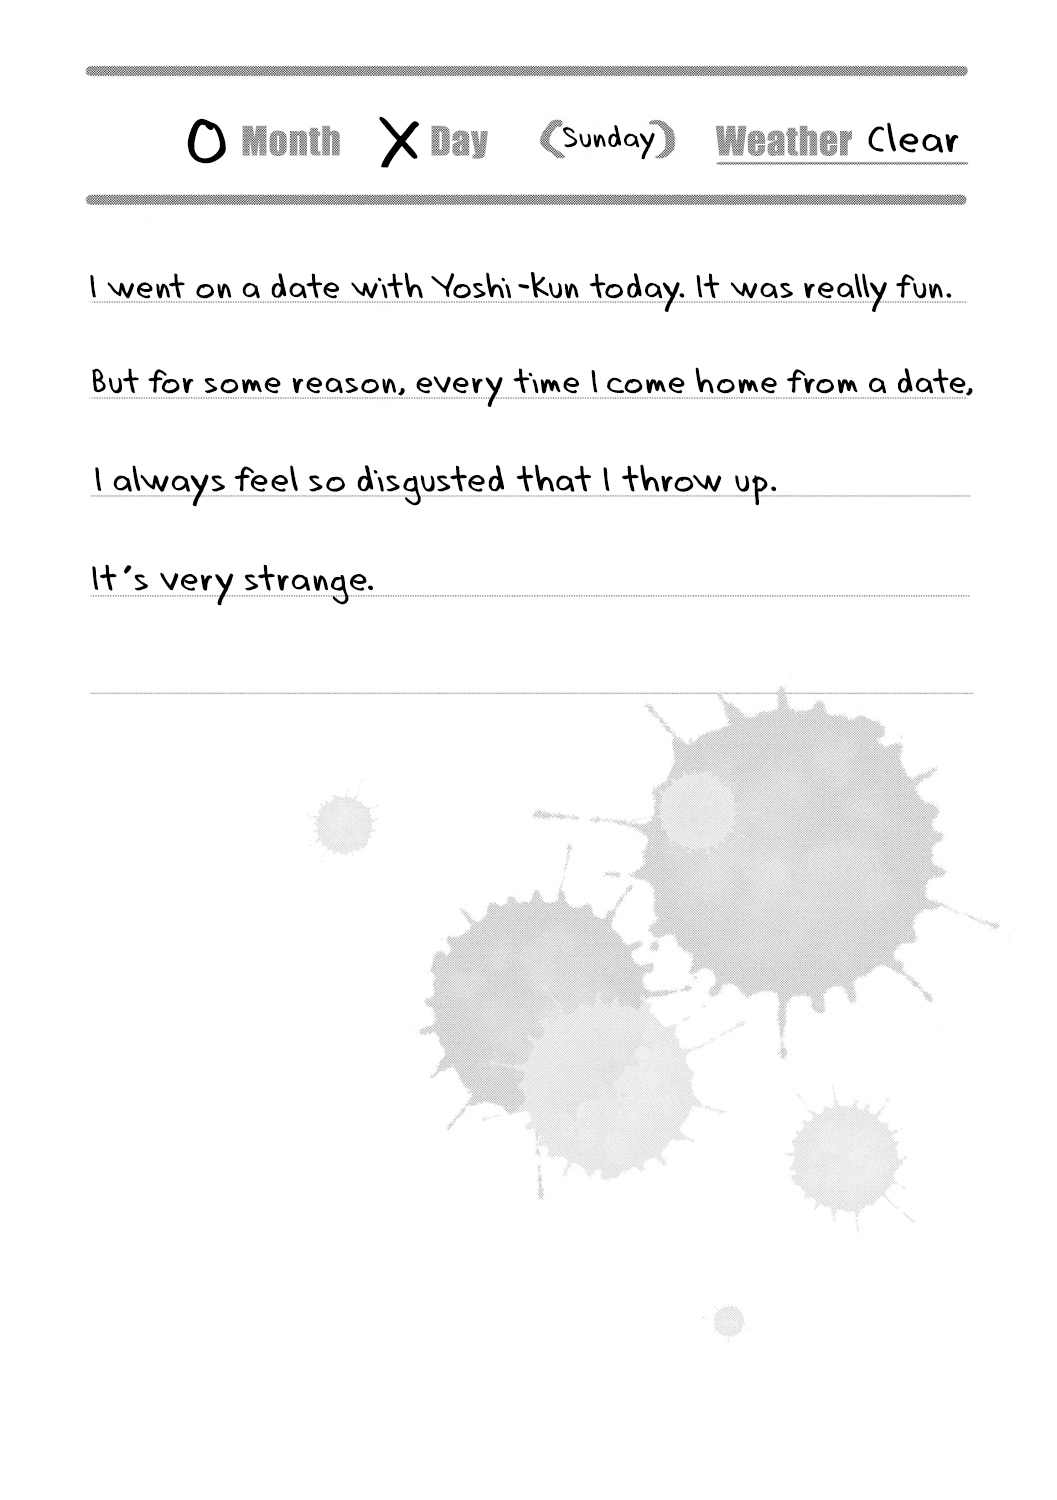 O Month X Day (Sunday) Weather Clear
I went on a date with Yoshi-Kun today. It was really fun.
But for some reason, every time I come home from a date,
I always feel so disgusted that I throw up.
It's very strange.